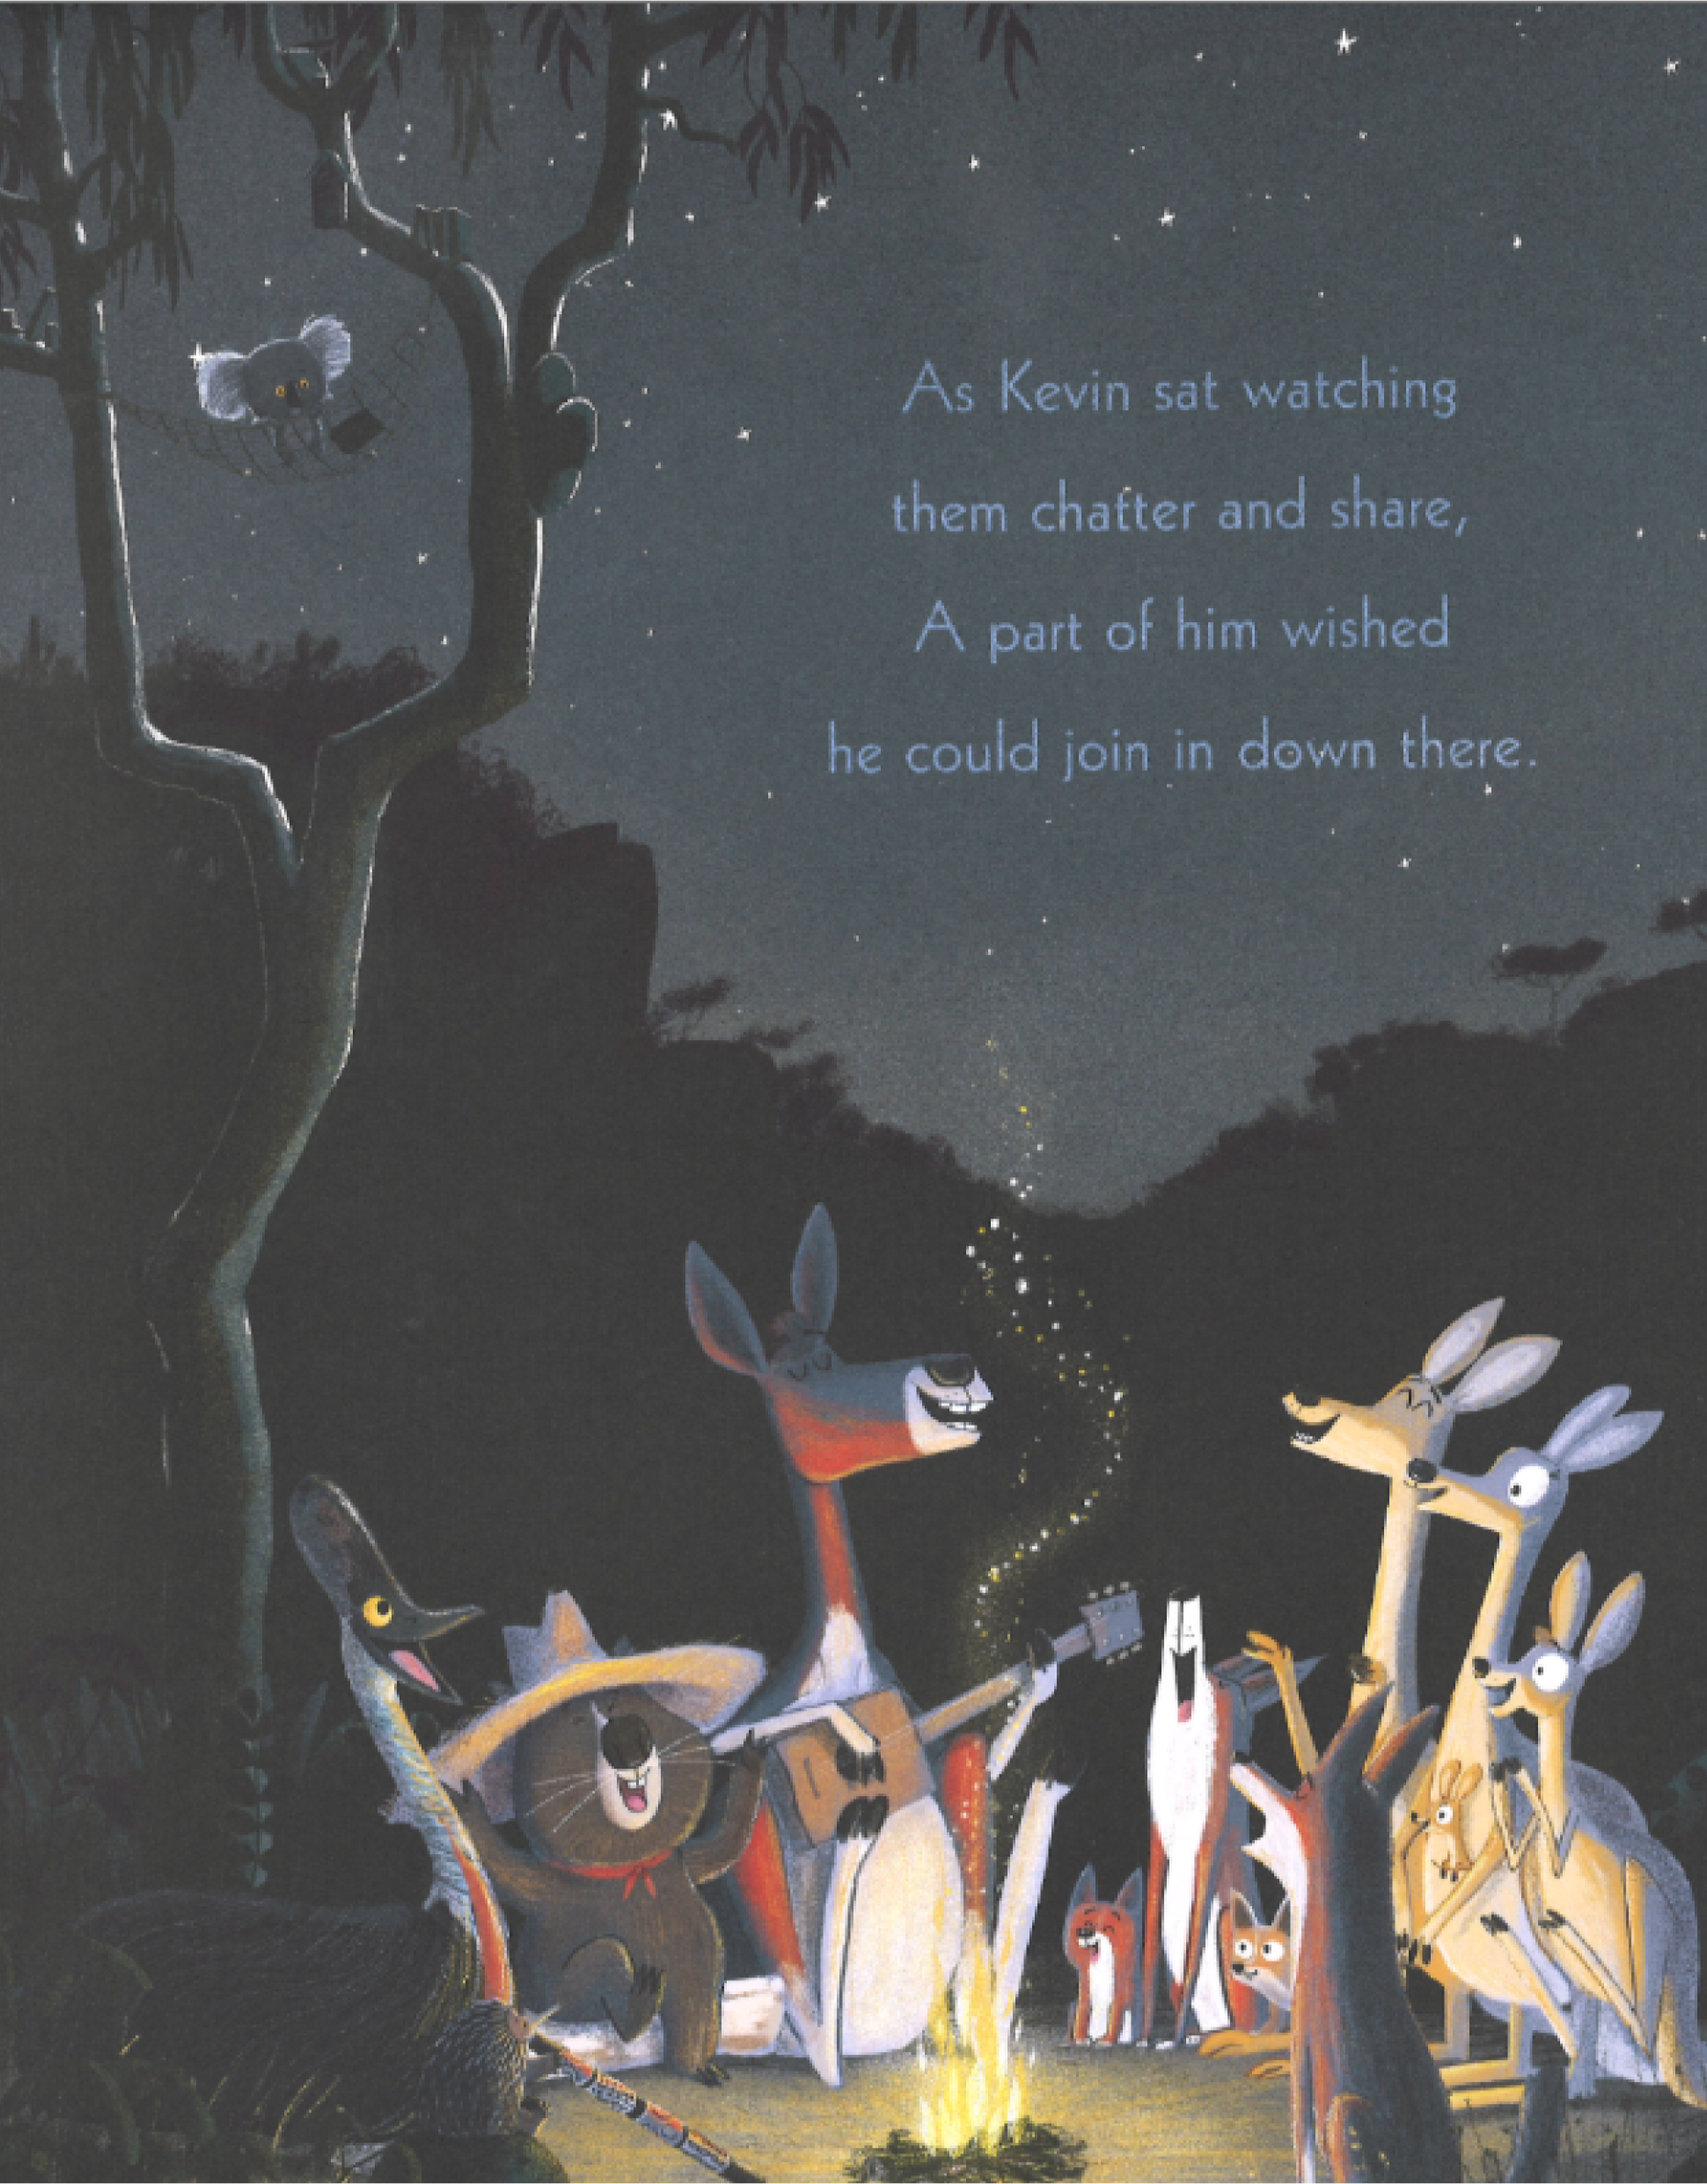 As Kevin sat watching
them chatter and share,
A part of him wished
he could join in down there.